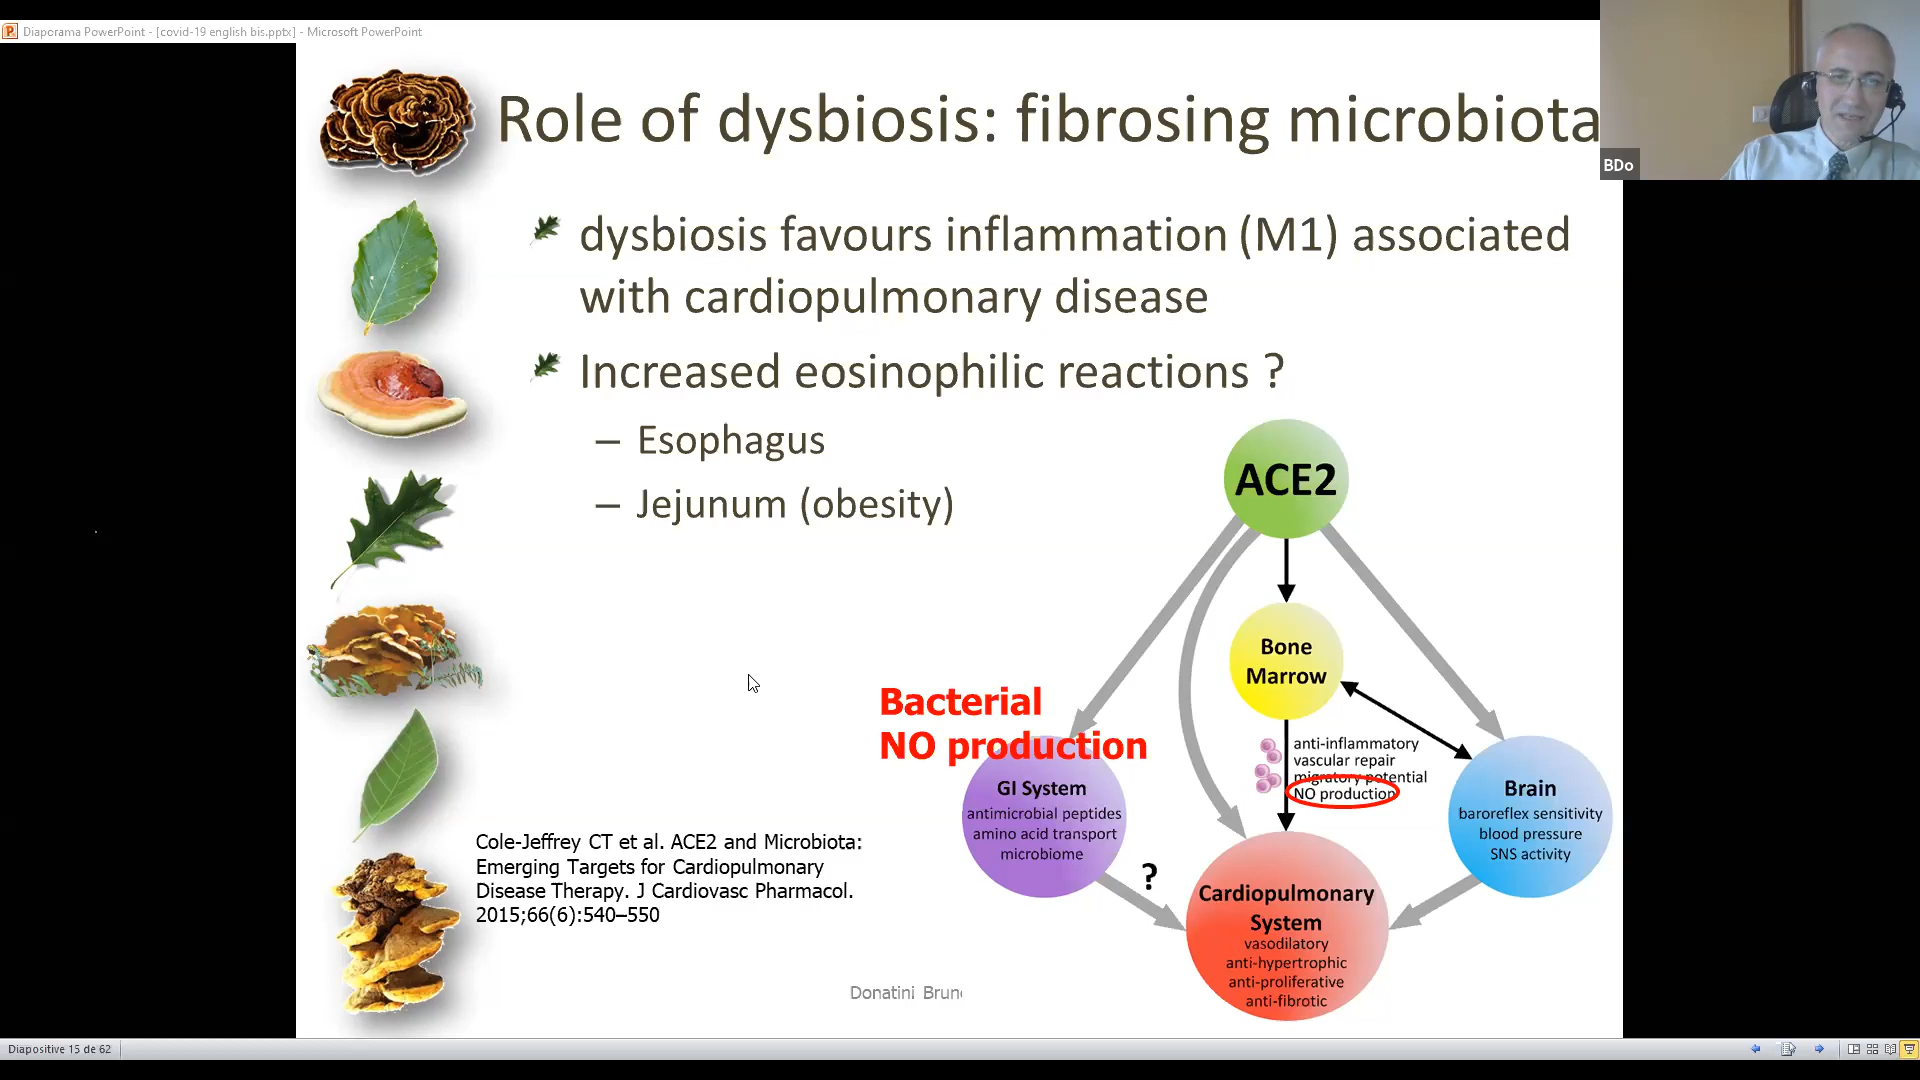 Diaporama PowerPoint - [covid-19 english bis.pptx] - Microsoft PowerPoint
BDo
Role of dysbiosis: fibrosing microbiota
dysbiosis favours inflammation (M1) associated
with cardiopulmonary disease
Increased eosinophilic reactions ?
– Esophagus
– Jejunum (obesity)
ACE2
Bone
Marrow
Bacterial
NO production
anti-inflammatory
vascular repair
migratory potential
NO production
GI System
antimicrobial peptides
amino acid transport
microbiome
Brain
baroreflex sensitivity
blood pressure
SNS activity
?
Cardiopulmonary
System
vasodilatory
anti-hypertrophic
anti-proliferative
anti-fibrotic
Cole-Jeffrey CT et al. ACE2 and Microbiota:
Emerging Targets for Cardiopulmonary
Disease Therapy. J Cardiovasc Pharmacol.
2015;66(6):540–550
Donatini Brun
Diapositive 15 de 62